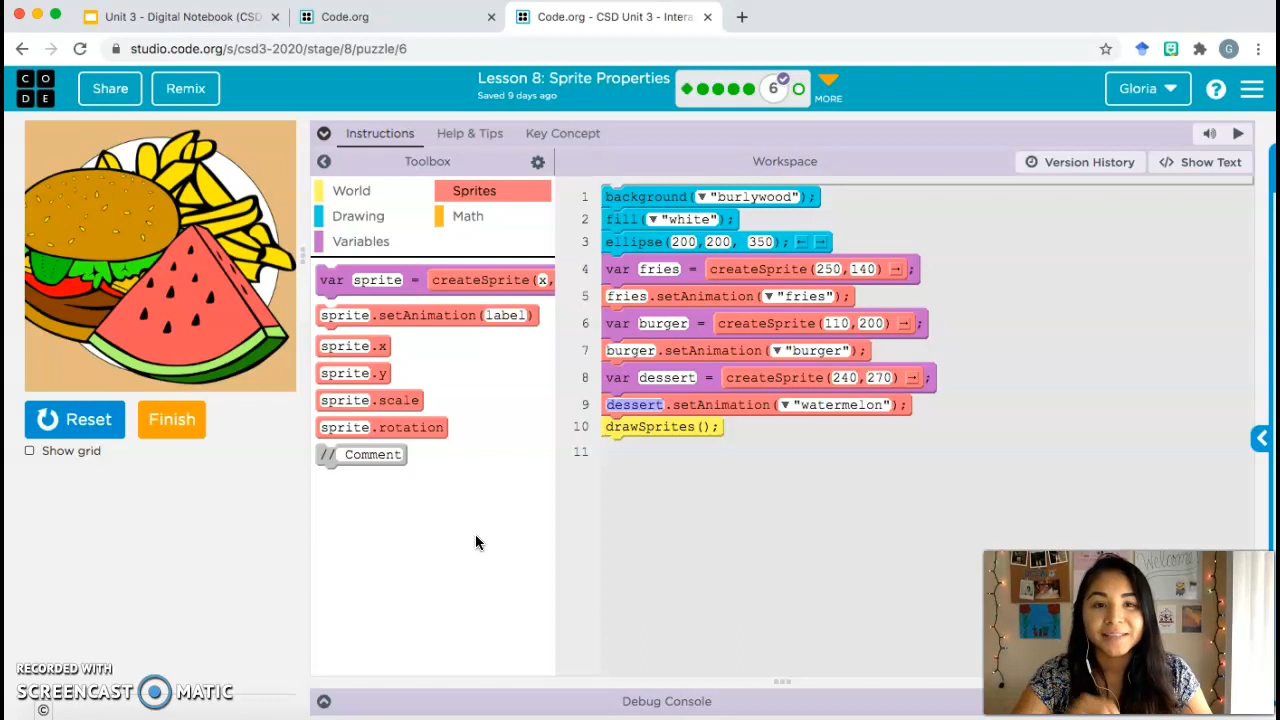 Unit 3 - Digital Notebook (CSD
Code.org
Code.org - CSD Unit 3 - Intera
studio.code.org/s/csd3-2020/stage/8/puzzle/6
G
C O
D E
Share
Remix
Lesson 8: Sprite Properties
Saved 9 days ago
6
MORE
Gloria
?
Instructions
Help & Tips
Key Concept
Toolbox
Workspace
Version History
</> Show Text
World
Sprites
Drawing
Math
Variables
var sprite = createSprite(x,
sprite.setAnimation(label)
sprite.x
sprite.y
sprite.scale
sprite.rotation
// Comment
1 background("burlywood");
2 fill("white");
3 ellipse(200,200, 350);
4 var fries = createSprite(250,140);
5 fries.setAnimation("fries");
6 var burger = createSprite(110,200);
7 burger.setAnimation("burger");
8 var dessert = createSprite(240,270);
9 dessert.setAnimation("watermelon");
10 drawSprites();
11
Reset
Finish
Show grid
Debug Console
Welcome
RECORDED WITH
SCREENCAST MATIC
©